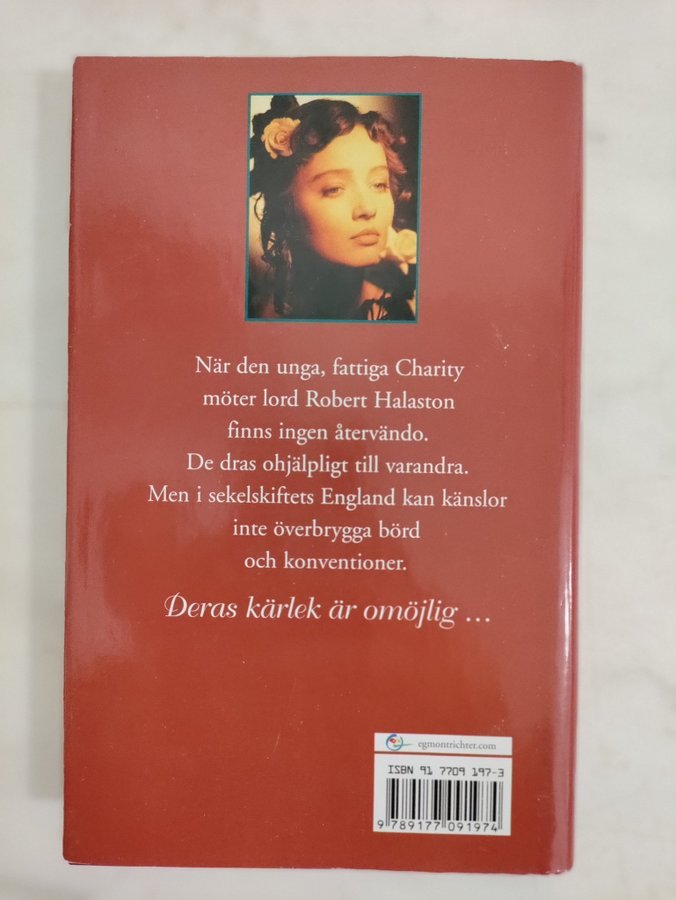 När den unga, fattiga Charity
möter lord Robert Halaston
finns ingen återvändo.
De dras ohjälpligt till varandra.
Men i sekelskiftets England kan känslor
inte överbrygga börd
och konventioner.
Deras kärlek är omöjlig ...
egmontrichter.com
ISBN 91 7709 197-3
9 789177 091974